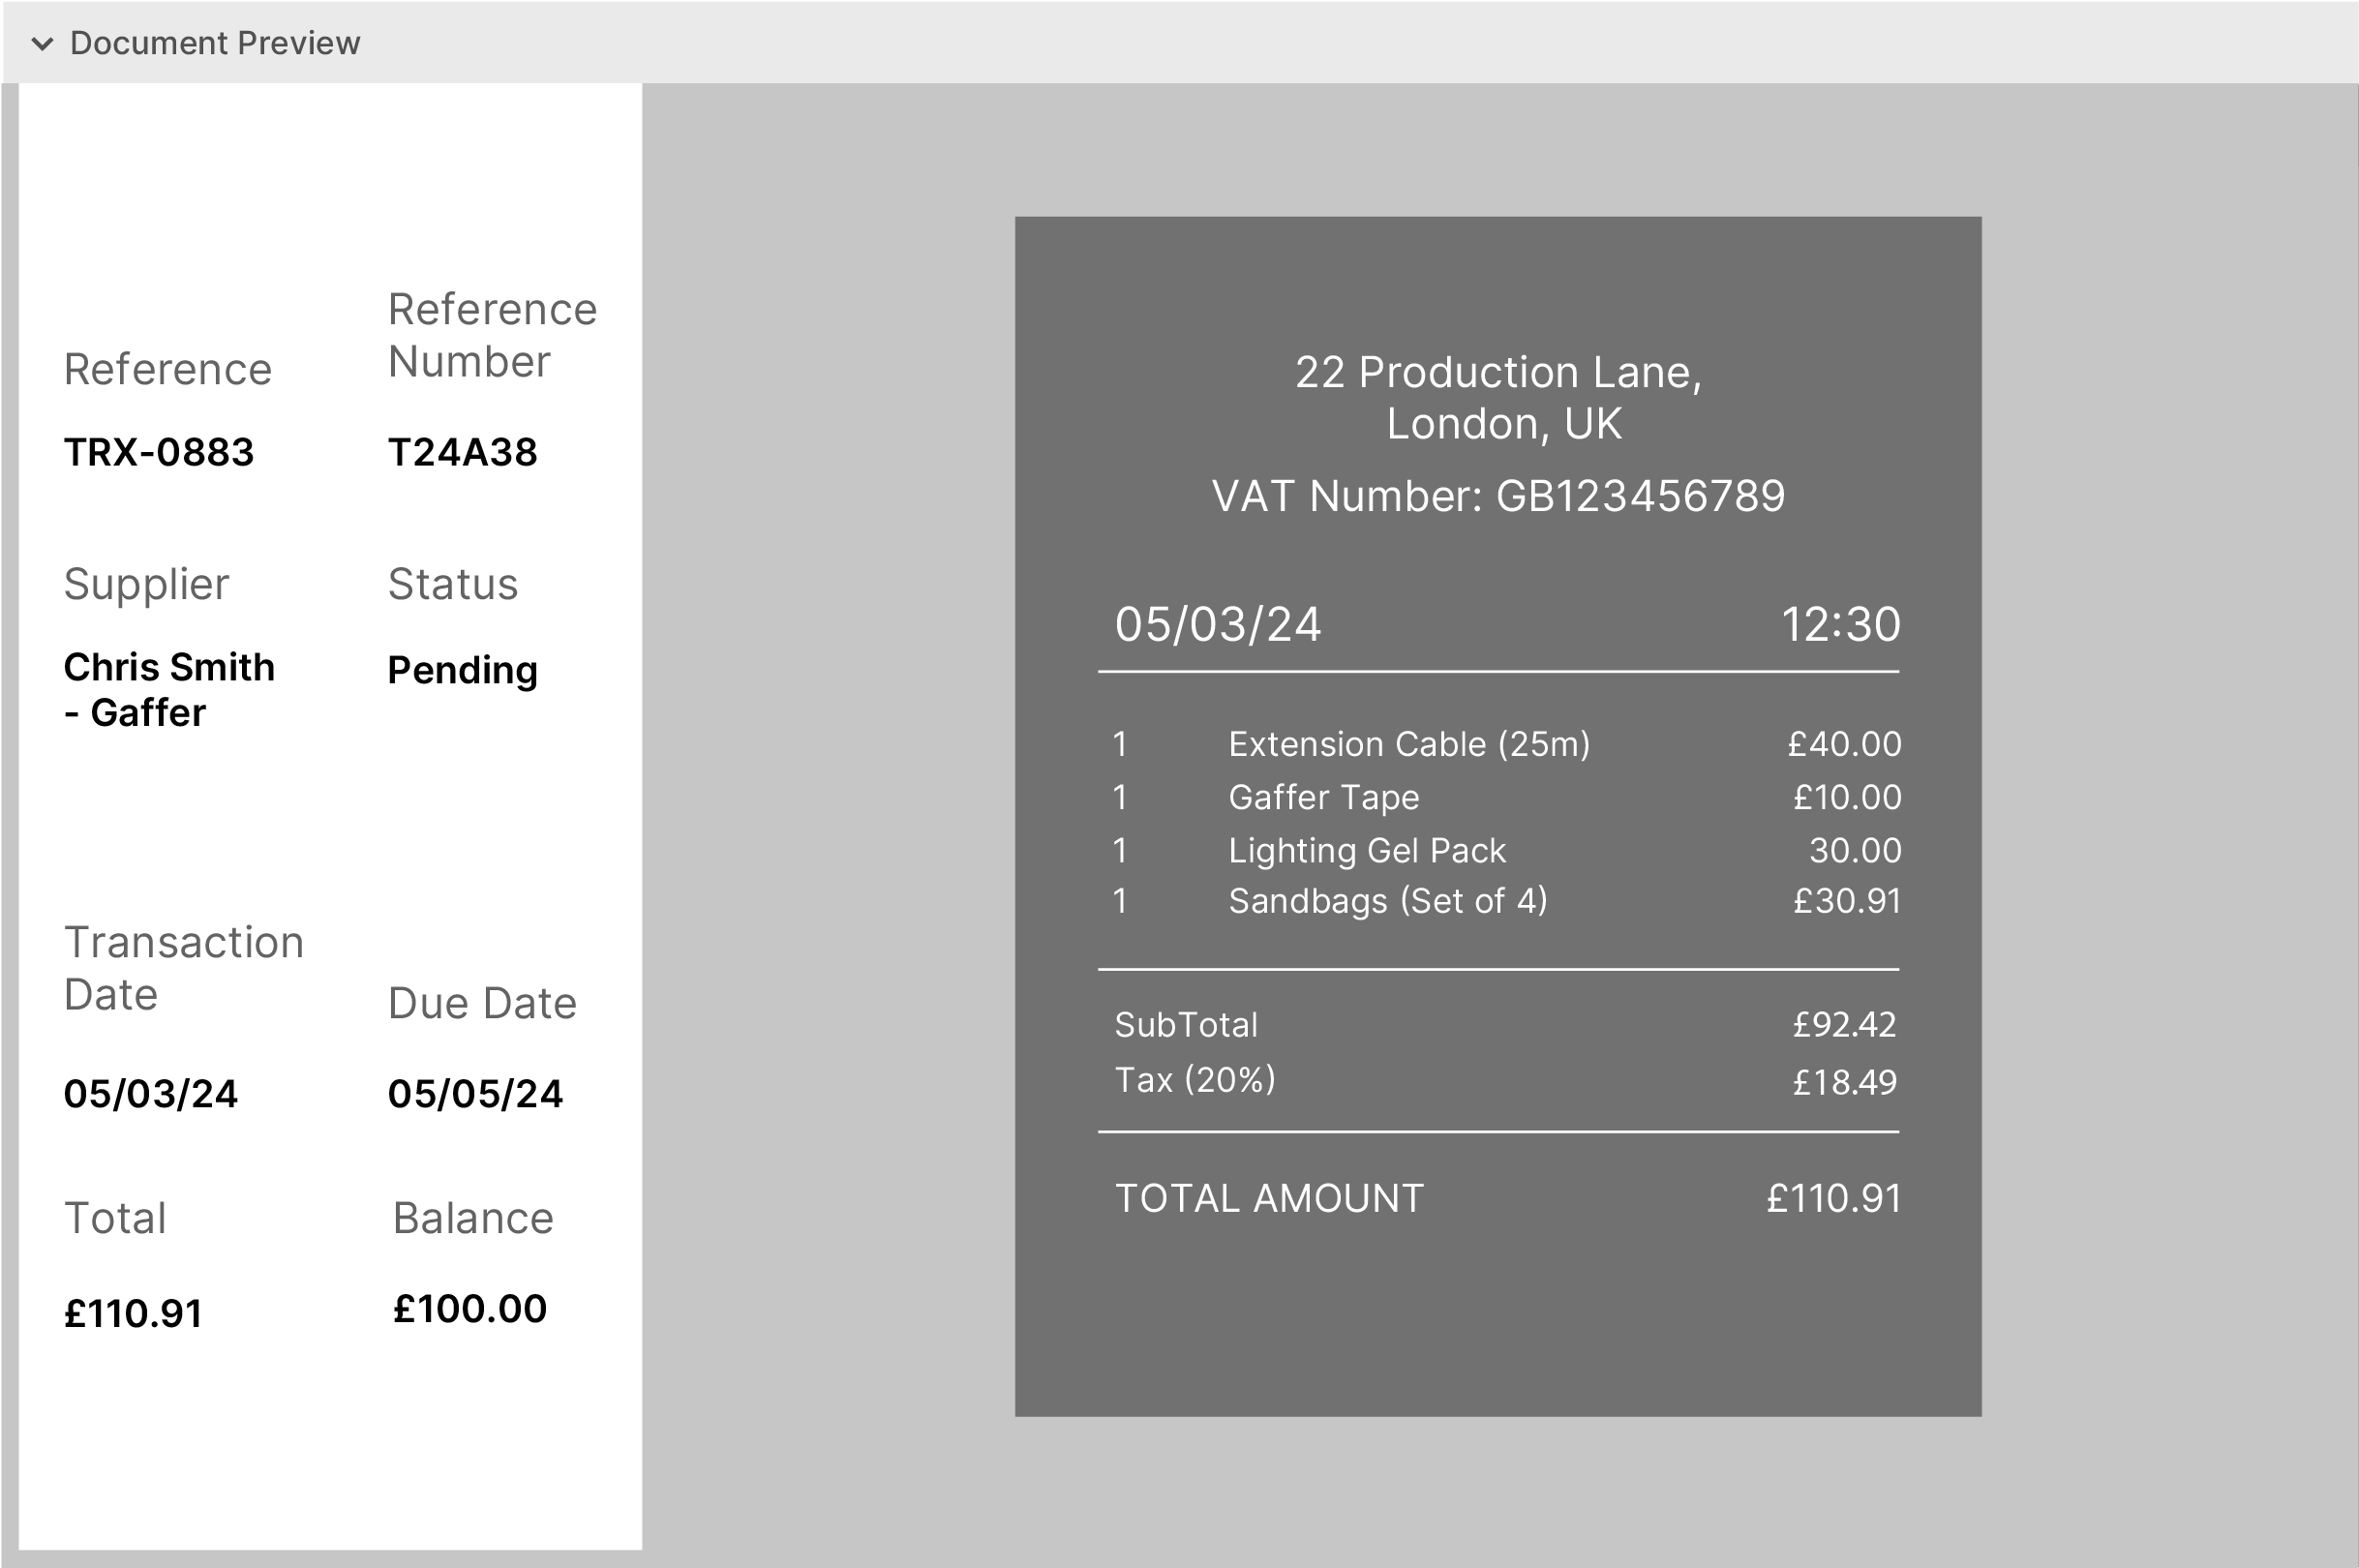 Document Preview
Reference
TRX-0883
Reference
Number
T24A38
Supplier
Chris Smith
- Gaffer
Status
Pending
Transaction
Date
05/03/24
Due Date
05/05/24
Total
£110.91
Balance
£100.00
22 Production Lane,
London, UK
VAT Number: GB123456789
05/03/24 12:30
1 Extension Cable (25m) £40.00
1 Gaffer Tape £10.00
1 Lighting Gel Pack 30.00
1 Sandbags (Set of 4) £30.91
SubTotal £92.42
Tax (20%) £18.49
TOTAL AMOUNT £110.91